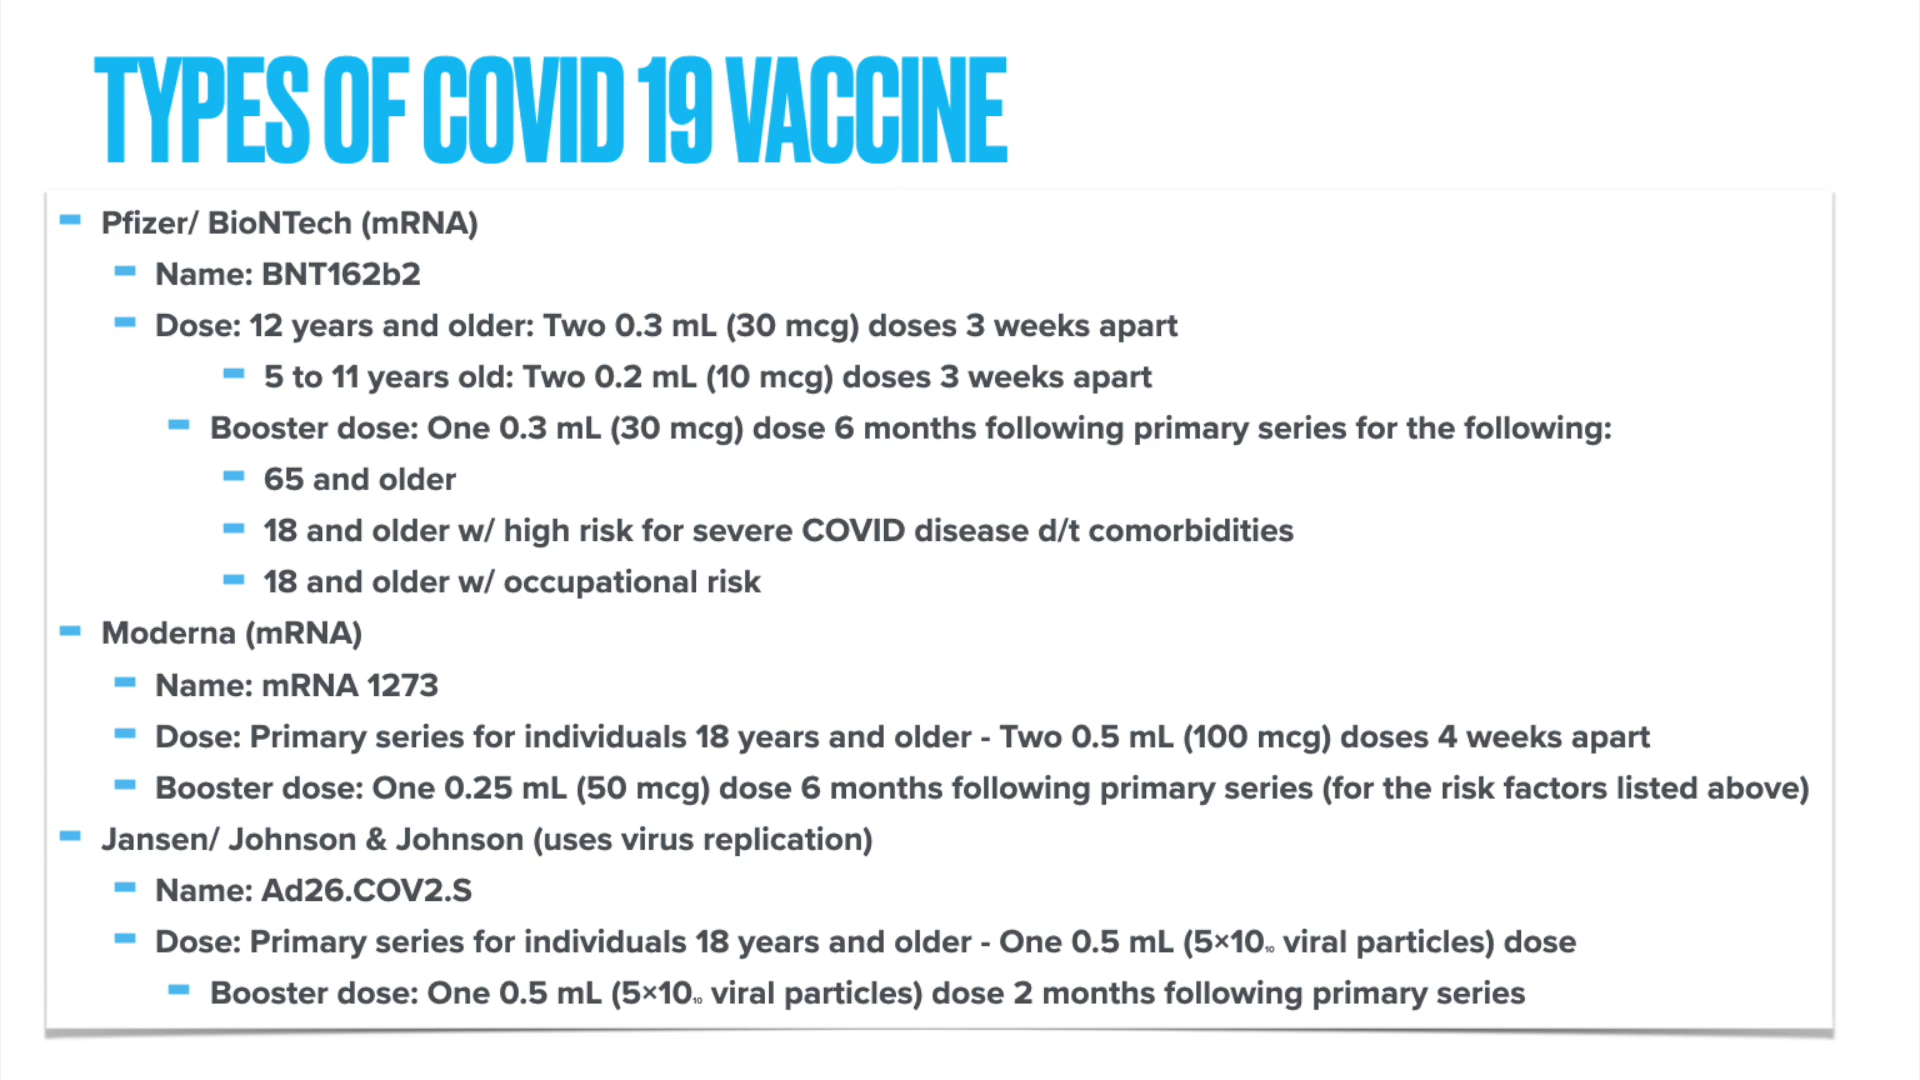 TYPES OF COVID 19 VACCINE
Pfizer/ BioNTech (mRNA)
Name: BNT162b2
Dose: 12 years and older: Two 0.3 mL (30 mcg) doses 3 weeks apart
5 to 11 years old: Two 0.2 mL (10 mcg) doses 3 weeks apart
Booster dose: One 0.3 mL (30 mcg) dose 6 months following primary series for the following:
65 and older
18 and older w/ high risk for severe COVID disease d/t comorbidities
18 and older w/ occupational risk
Moderna (mRNA)
Name: mRNA 1273
Dose: Primary series for individuals 18 years and older - Two 0.5 mL (100 mcg) doses 4 weeks apart
Booster dose: One 0.25 mL (50 mcg) dose 6 months following primary series (for the risk factors listed above)
Jansen/ Johnson & Johnson (uses virus replication)
Name: Ad26.COV2.S
Dose: Primary series for individuals 18 years and older - One 0.5 mL (5×10₁₀ viral particles) dose
Booster dose: One 0.5 mL (5×10₁₀ viral particles) dose 2 months following primary series